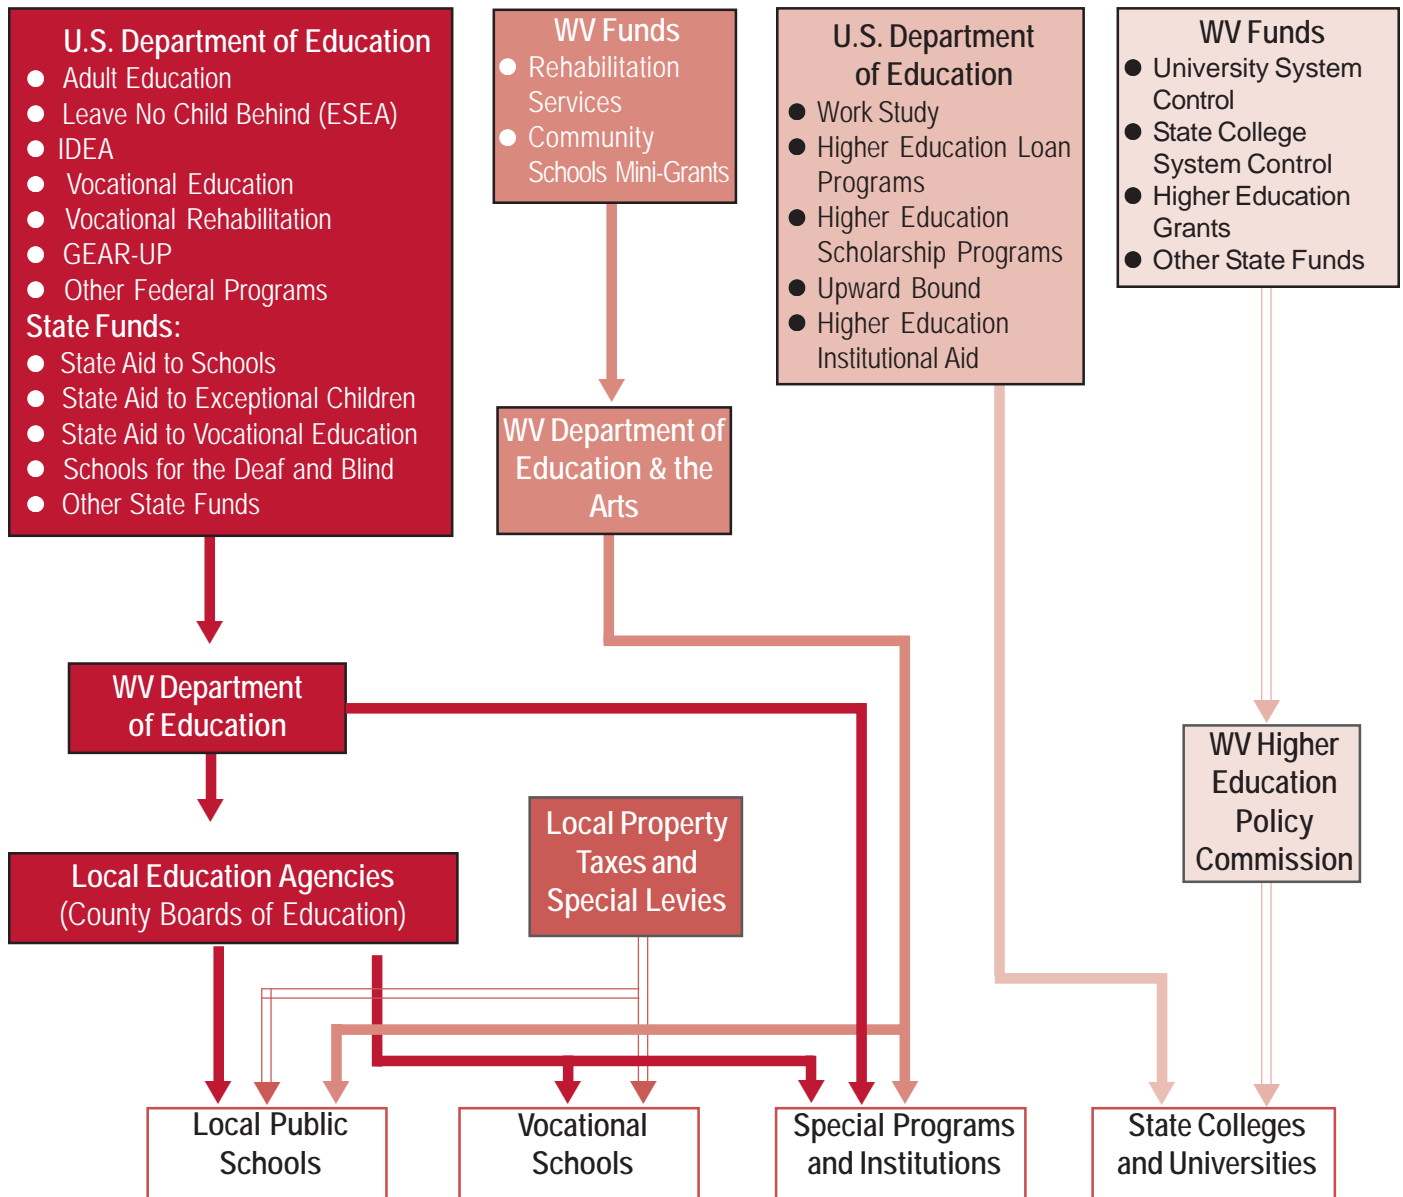 U.S. Department of Education
Adult Education
Leave No Child Behind (ESEA)
IDEA
Vocational Education
Vocational Rehabilitation
GEAR-UP
Other Federal Programs
State Funds:
State Aid to Schools
State Aid to Exceptional Children
State Aid to Vocational Education
Schools for the Deaf and Blind
Other State Funds
WV Funds
Rehabilitation
Services
Community
Schools Mini-Grants
U.S. Department
of Education
Work Study
Higher Education Loan
Programs
Higher Education
Scholarship Programs
Upward Bound
Higher Education
Institutional Aid
WV Funds
University System
Control
State College
System Control
Higher Education
Grants
Other State Funds
WV Department of
Education & the
Arts
WV Department
of Education
WV Higher
Education
Policy
Commission
Local Property
Taxes and
Special Levies
Local Education Agencies
(County Boards of Education)
Local Public
Schools
Vocational
Schools
Special Programs
and Institutions
State Colleges
and Universities